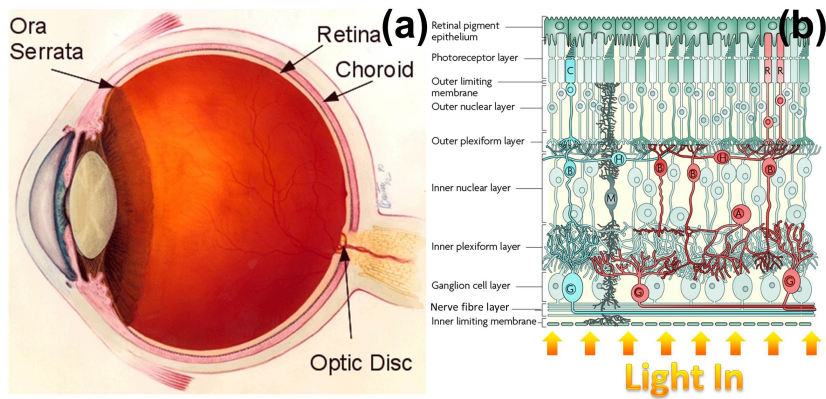 (a)
Ora
Serrata
Retina
Choroid
Optic Disc
(b)
Retinal pigment
epithelium
Photoreceptor layer
Outer limiting
membrane
Outer nuclear layer
Outer plexiform layer
Inner nuclear layer
Inner plexiform layer
Ganglion cell layer
Nerve fibre layer
Inner limiting membrane
C
R R
H
H
B
B
B
B
M
A
G
G
G
Light In